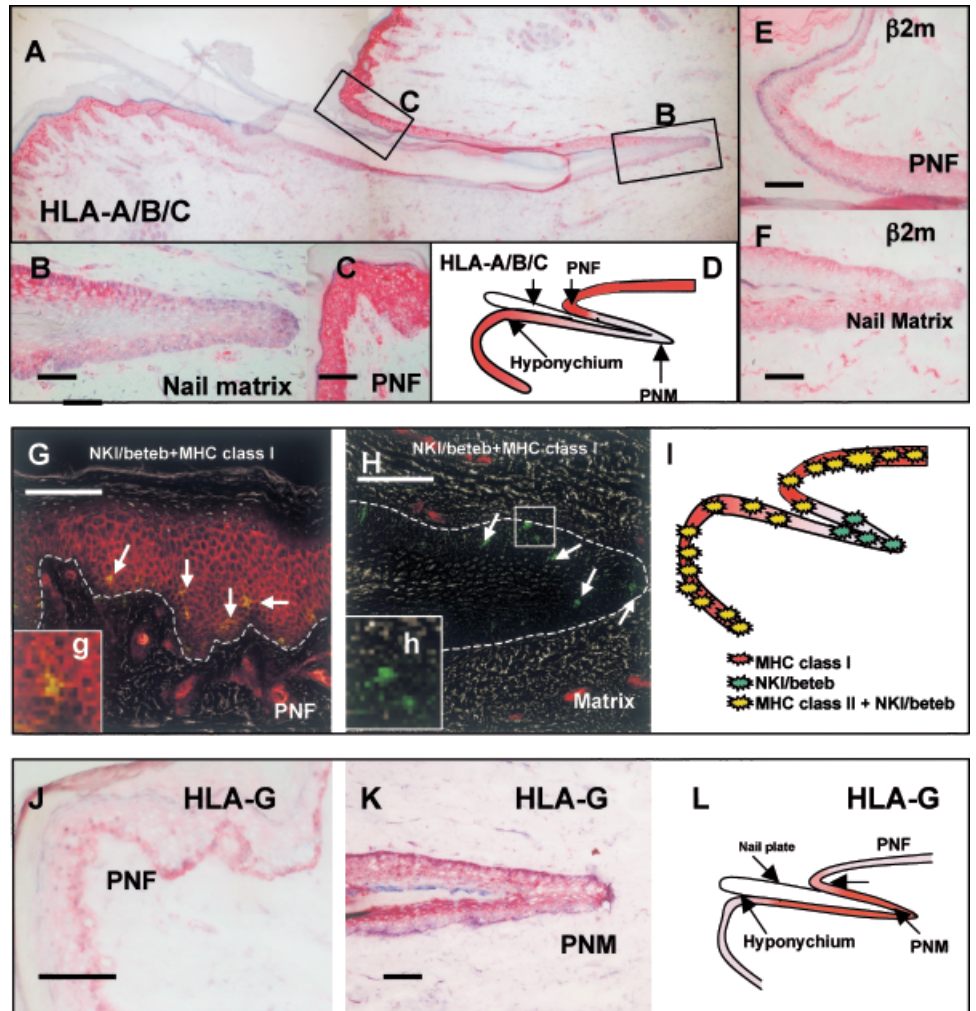 A
C
B
HLA-A/B/C
E
β2m
PNF
F
β2m
Nail Matrix
B
Nail matrix
C
PNF
HLA-A/B/C
PNF
D
Hyponychium
PNM
G
NKI/beteb+MHC class I
g
PNF
H
NKI/beteb+MHC class I
h
Matrix
I
MHC class I
NKI/beteb
MHC class II + NKI/beteb
J
HLA-G
PNF
K
HLA-G
PNM
L
HLA-G
Nail plate
PNF
Hyponychium
PNM